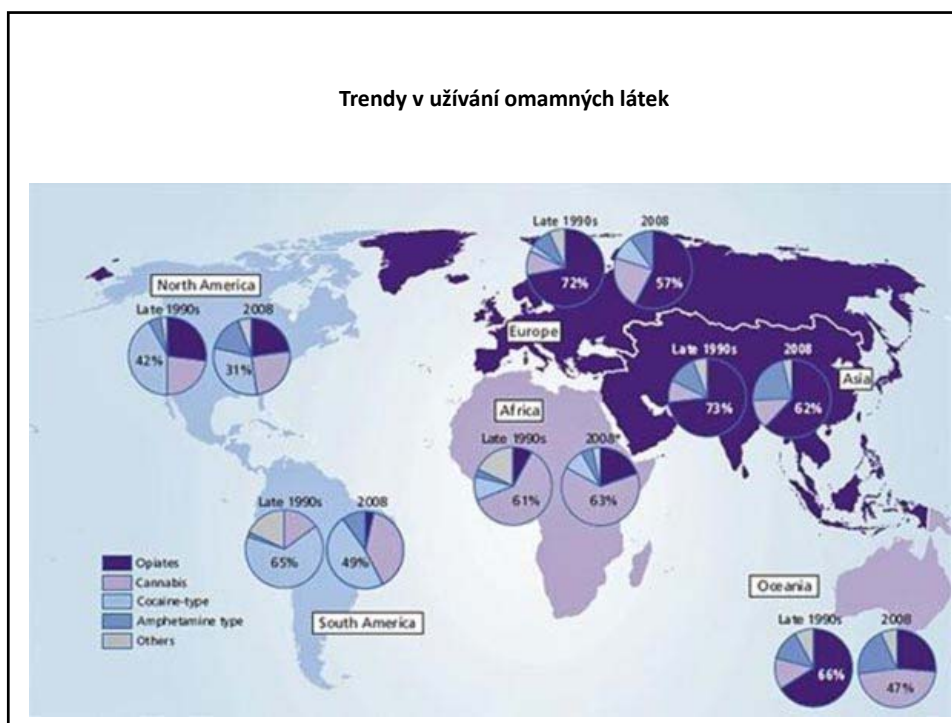 Trendy v užívání omamných látek
Late 1990s 2008
72% 57%
North America
Late 1990s 2008
42% 31%
Europe
Late 1990s 2008
73% 62%
Asia
Africa
Late 1990s 2008*
61% 63%
Late 1990s 2008
65% 49%
South America
Opiates
Cannabis
Cocaine-type
Amphetamine type
Others
Oceania
Late 1990s 2008
66% 47%